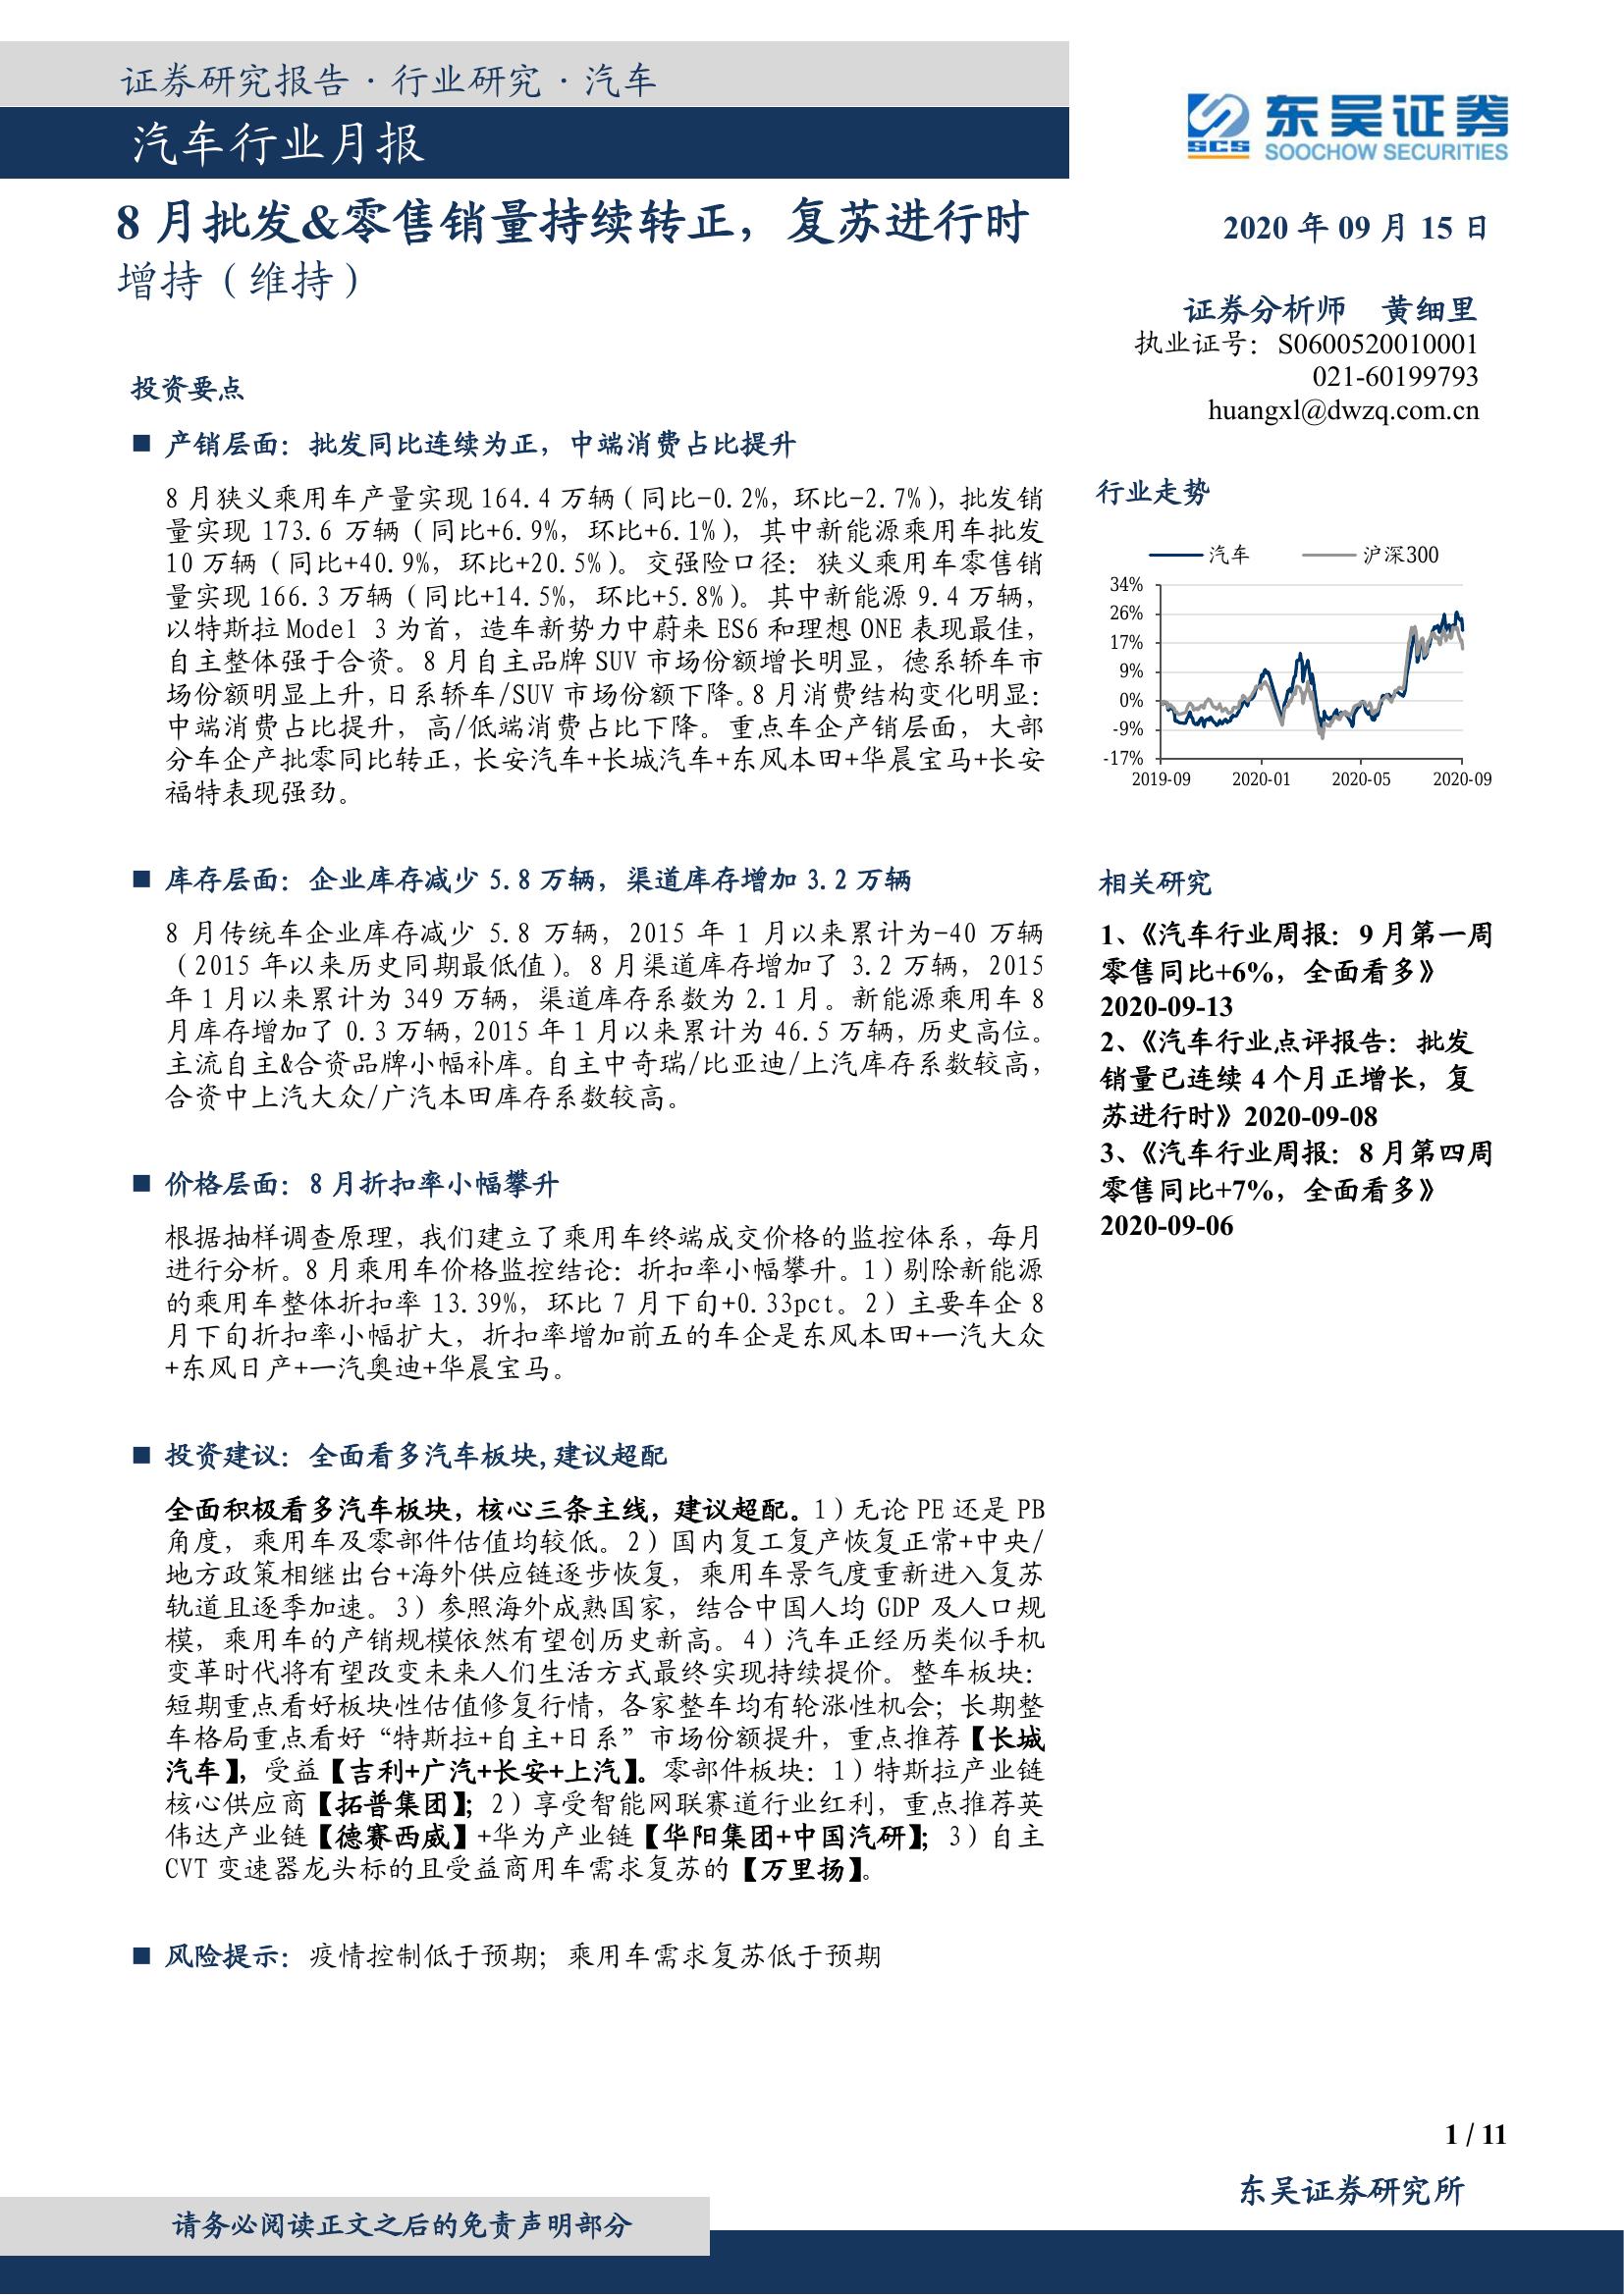 证券研究报告·行业研究·汽车
汽车行业月报
东吴证券
SCS
SOOCHOW SECURITIES
8 月批发&零售销量持续转正，复苏进行时
增持（维持）
2020 年 09 月 15 日
证券分析师 黄细里
执业证号：S0600520010001
021-60199793
huangxl@dwzq.com.cn
投资要点
■ 产销层面：批发同比连续为正，中端消费占比提升
8 月狭义乘用车产量实现 164.4 万辆（同比-0.2%，环比-2.7%），批发销
量实现 173.6 万辆（同比+6.9%，环比+6.1%），其中新能源乘用车批发
10 万辆（同比+40.9%，环比+20.5%）。交强险口径：狭义乘用车零售销
量实现 166.3 万辆（同比+14.5%，环比+5.8%）。其中新能源 9.4 万辆，
以特斯拉 Model 3 为首，造车新势力中蔚来 ES6 和理想 ONE 表现最佳，
自主整体强于合资。8 月自主品牌 SUV 市场份额增长明显，德系轿车市
场份额明显上升，日系轿车/SUV 市场份额下降。8 月消费结构变化明显：
中端消费占比提升，高/低端消费占比下降。重点车企产销层面，大部
分车企产批零同比转正，长安汽车+长城汽车+东风本田+华晨宝马+长安
福特表现强劲。
■ 库存层面：企业库存减少 5.8 万辆，渠道库存增加 3.2 万辆
8 月传统车企业库存减少 5.8 万辆，2015 年 1 月以来累计为-40 万辆
（2015 年以来历史同期最低值）。8 月渠道库存增加了 3.2 万辆，2015
年 1 月以来累计为 349 万辆，渠道库存系数为 2.1 月。新能源乘用车 8
月库存增加了 0.3 万辆，2015 年 1 月以来累计为 46.5 万辆，历史高位。
主流自主&合资品牌小幅补库。自主中奇瑞/比亚迪/上汽库存系数较高，
合资中上汽大众/广汽本田库存系数较高。
■ 价格层面：8 月折扣率小幅攀升
根据抽样调查原理，我们建立了乘用车终端成交价格的监控体系，每月
进行分析。8 月乘用车价格监控结论：折扣率小幅攀升。1）剔除新能源
的乘用车整体折扣率 13.39%，环比 7 月下旬+0.33pct。2）主要车企 8
月下旬折扣率小幅扩大，折扣率增加前五的车企是东风本田+一汽大众
+东风日产+一汽奥迪+华晨宝马。
■ 投资建议：全面看多汽车板块,建议超配
全面积极看多汽车板块，核心三条主线，建议超配。1）无论 PE 还是 PB
角度，乘用车及零部件估值均较低。2）国内复工复产恢复正常+中央/
地方政策相继出台+海外供应链逐步恢复，乘用车景气度重新进入复苏
轨道且逐季加速。3）参照海外成熟国家，结合中国人均 GDP 及人口规
模，乘用车的产销规模依然有望创历史新高。4）汽车正经历类似手机
变革时代将有望改变未来人们生活方式最终实现持续提价。整车板块：
短期重点看好板块性估值修复行情，各家整车均有轮涨性机会；长期整
车格局重点看好“特斯拉+自主+日系”市场份额提升，重点推荐【长城
汽车】，受益【吉利+广汽+长安+上汽】。零部件板块：1）特斯拉产业链
核心供应商【拓普集团】；2）享受智能网联赛道行业红利，重点推荐英
伟达产业链【德赛西威】+华为产业链【华阳集团+中国汽研】；3）自主
CVT 变速器龙头标的且受益商用车需求复苏的【万里扬】。
■ 风险提示：疫情控制低于预期；乘用车需求复苏低于预期
行业走势
汽车 沪深300
34%
26%
17%
9%
0%
-9%
-17%
2019-09 2020-01 2020-05 2020-09
相关研究
1、《汽车行业周报：9 月第一周
零售同比+6%，全面看多》
2020-09-13
2、《汽车行业点评报告：批发
销量已连续 4 个月正增长，复
苏进行时》2020-09-08
3、《汽车行业周报：8 月第四周
零售同比+7%，全面看多》
2020-09-06
1 / 11
东吴证券研究所
请务必阅读正文之后的免责声明部分